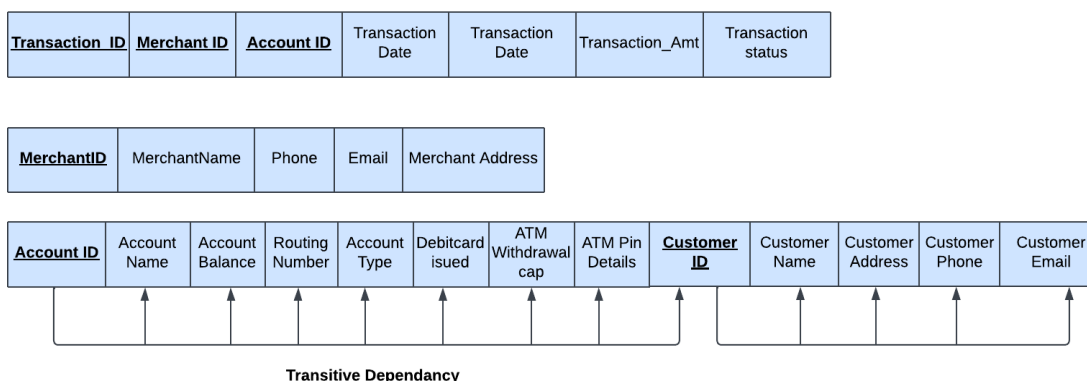 Transaction_ID Merchant ID Account ID Transaction Date Transaction Date Transaction_Amt Transaction status
MerchantID MerchantName Phone Email Merchant Address
Account ID Account Name Account Balance Routing Number Account Type Debitcard isued ATM Withdrawal cap ATM Pin Details Customer ID Customer Name Customer Address Customer Phone Customer Email
Transitive Dependancy